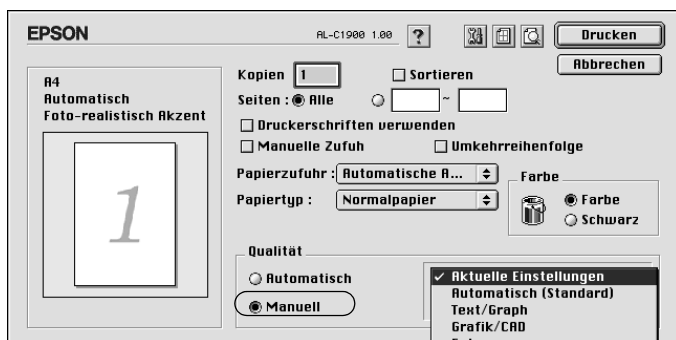 EPSON
AL-C1900 1.00
?
Drucken
Abbrechen
A4
Automatisch
Foto-realistisch Akzent
1
Kopien 1
Sortieren
Seiten : Alle ~
Druckerschriften verwenden
Manuelle Zufuh
Umkehrreihenfolge
Papierzufuhr : Automatische A...
Papiertyp : Normalpapier
Farbe
Farbe
Schwarz
Qualität
Automatisch
Manuell
✓ Aktuelle Einstellungen
Automatisch (Standard)
Text/Graph
Grafik/CAD